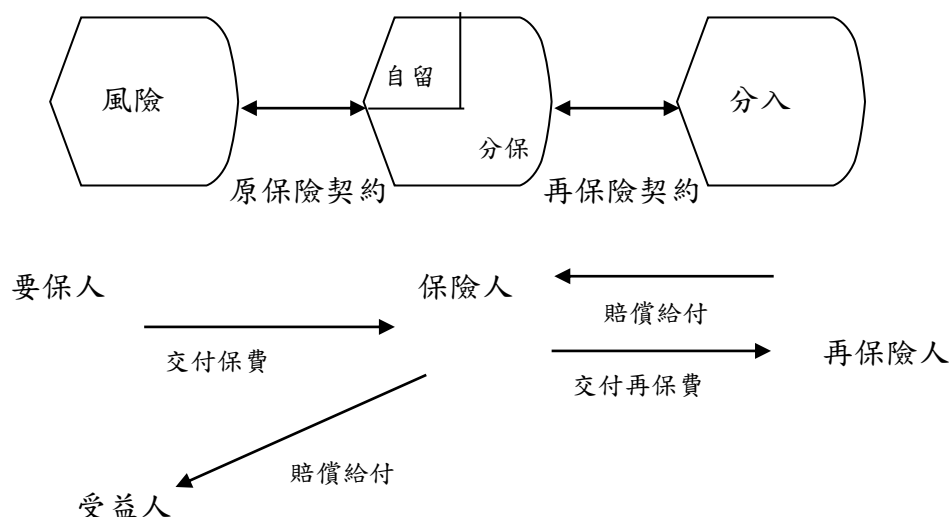 風險
自留
分入
分保
原保險契約
再保險契約
要保人
保險人
賠償給付
交付保費
再保險人
交付再保費
賠償給付
受益人